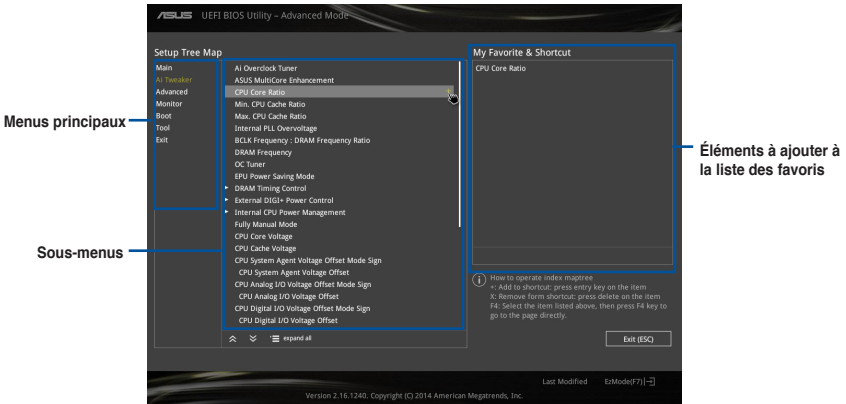 ASUS UEFI BIOS Utility – Advanced Mode
Setup Tree Map
Main
Ai Tweaker
Advanced
Monitor
Boot
Tool
Exit
Ai Overclock Tuner
ASUS MultiCore Enhancement
CPU Core Ratio
Min. CPU Cache Ratio
Max. CPU Cache Ratio
Internal PLL Overvoltage
BCLK Frequency : DRAM Frequency Ratio
DRAM Frequency
OC Tuner
EPU Power Saving Mode
DRAM Timing Control
External DIGI+ Power Control
Internal CPU Power Management
Fully Manual Mode
CPU Core Voltage
CPU Cache Voltage
CPU System Agent Voltage Offset Mode Sign
CPU System Agent Voltage Offset
CPU Analog I/O Voltage Offset Mode Sign
CPU Analog I/O Voltage Offset
CPU Digital I/O Voltage Offset Mode Sign
CPU Digital I/O Voltage Offset
expand all
My Favorite & Shortcut
CPU Core Ratio
How to operate index maptree
+: Add to shortcut: press entry key on the item
X: Remove form shortcut: press delete on the item
F4: Select the item listed above, then press F4 key to
go to the page directly.
Exit (ESC)
Last Modified EzMode(F7)
Version 2.16.1240. Copyright (C) 2014 American Megatrends, Inc.
Menus principaux
Sous-menus
Éléments à ajouter à
la liste des favoris